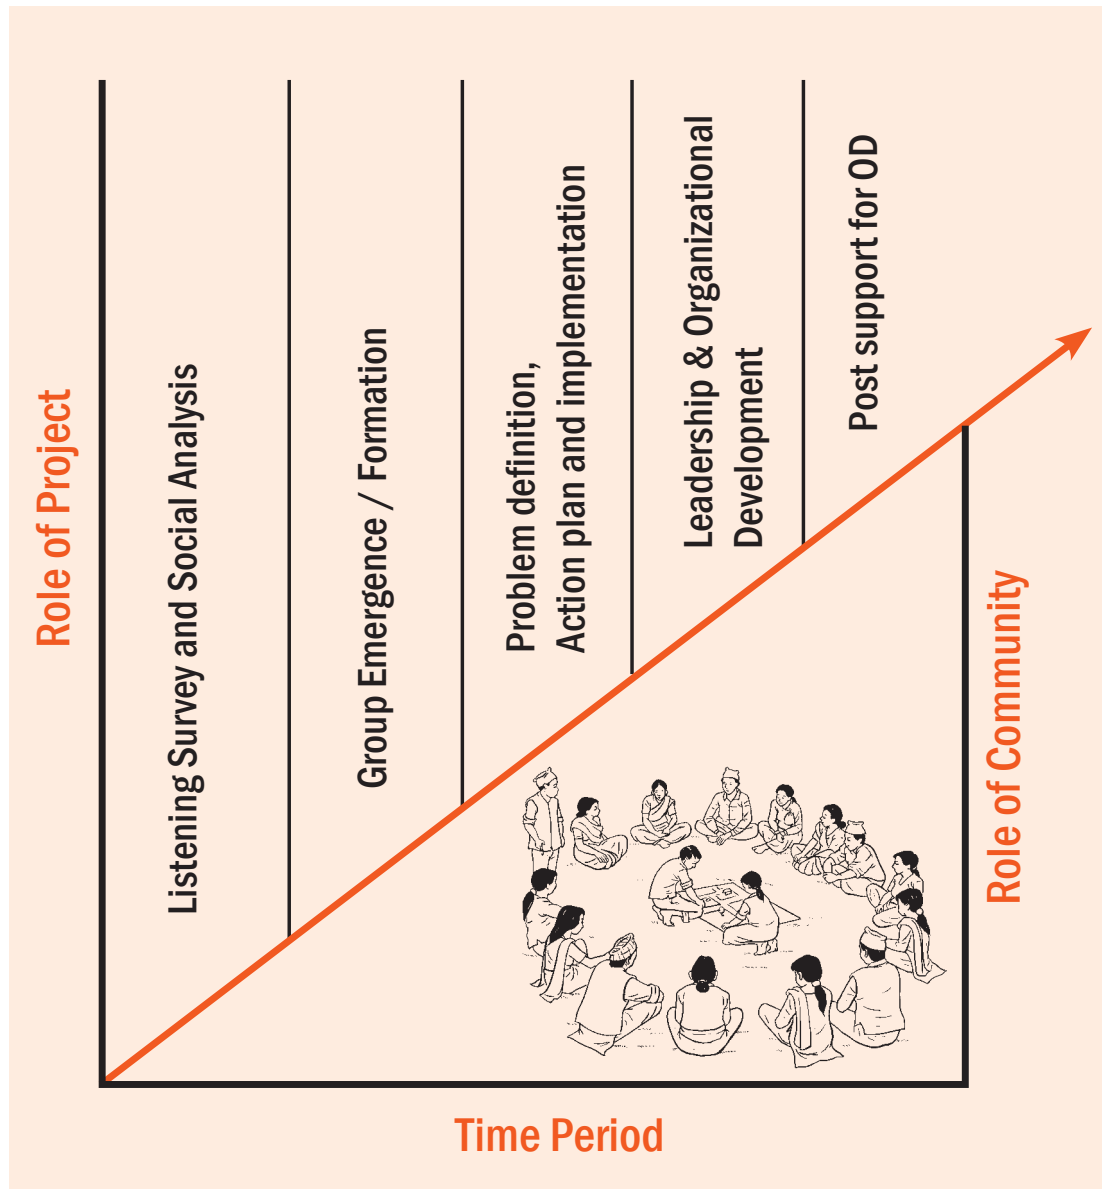 Role of Project
Listening Survey and Social Analysis
Group Emergence / Formation
Problem definition,
Action plan and implementation
Leadership & Organizational
Development
Post support for OD
Role of Community
Time Period